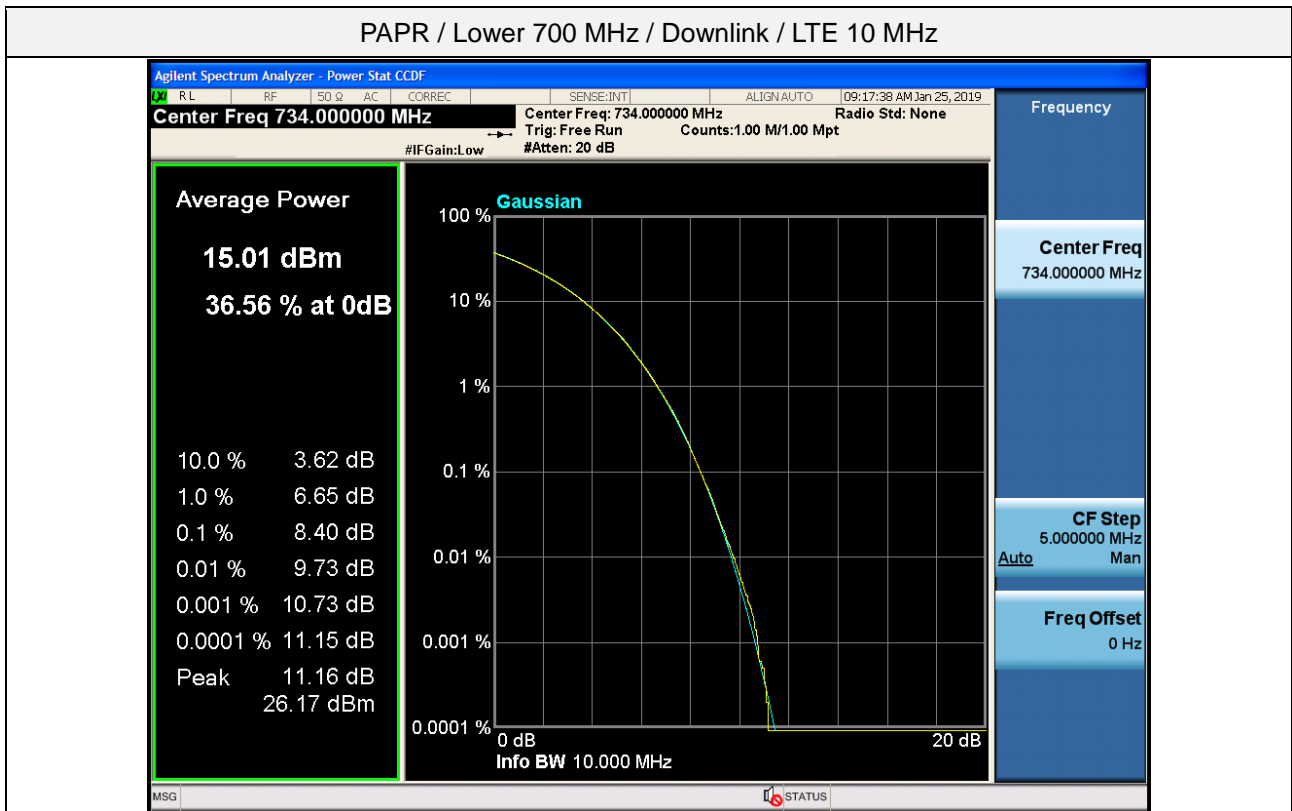 PAPR / Lower 700 MHz / Downlink / LTE 10 MHz
Agilent Spectrum Analyzer - Power Stat CCDF
LXI RL RF 50 Ω AC CORREC SENSE:INT ALIGN AUTO 09:17:38 AM Jan 25, 2019
Center Freq 734.000000 MHz
Center Freq: 734.000000 MHz Radio Std: None
Trig: Free Run Counts:1.00 M/1.00 Mpt
#IFGain:Low #Atten: 20 dB
Average Power
15.01 dBm
36.56 % at 0dB
10.0 % 3.62 dB
1.0 % 6.65 dB
0.1 % 8.40 dB
0.01 % 9.73 dB
0.001 % 10.73 dB
0.0001 % 11.15 dB
Peak 11.16 dB
26.17 dBm
Gaussian
100 %
10 %
1 %
0.1 %
0.01 %
0.001 %
0.0001 %
0 dB 20 dB
Info BW 10.000 MHz
Frequency
Center Freq
734.000000 MHz
CF Step
5.000000 MHz
Auto Man
Freq Offset
0 Hz
MSG STATUS